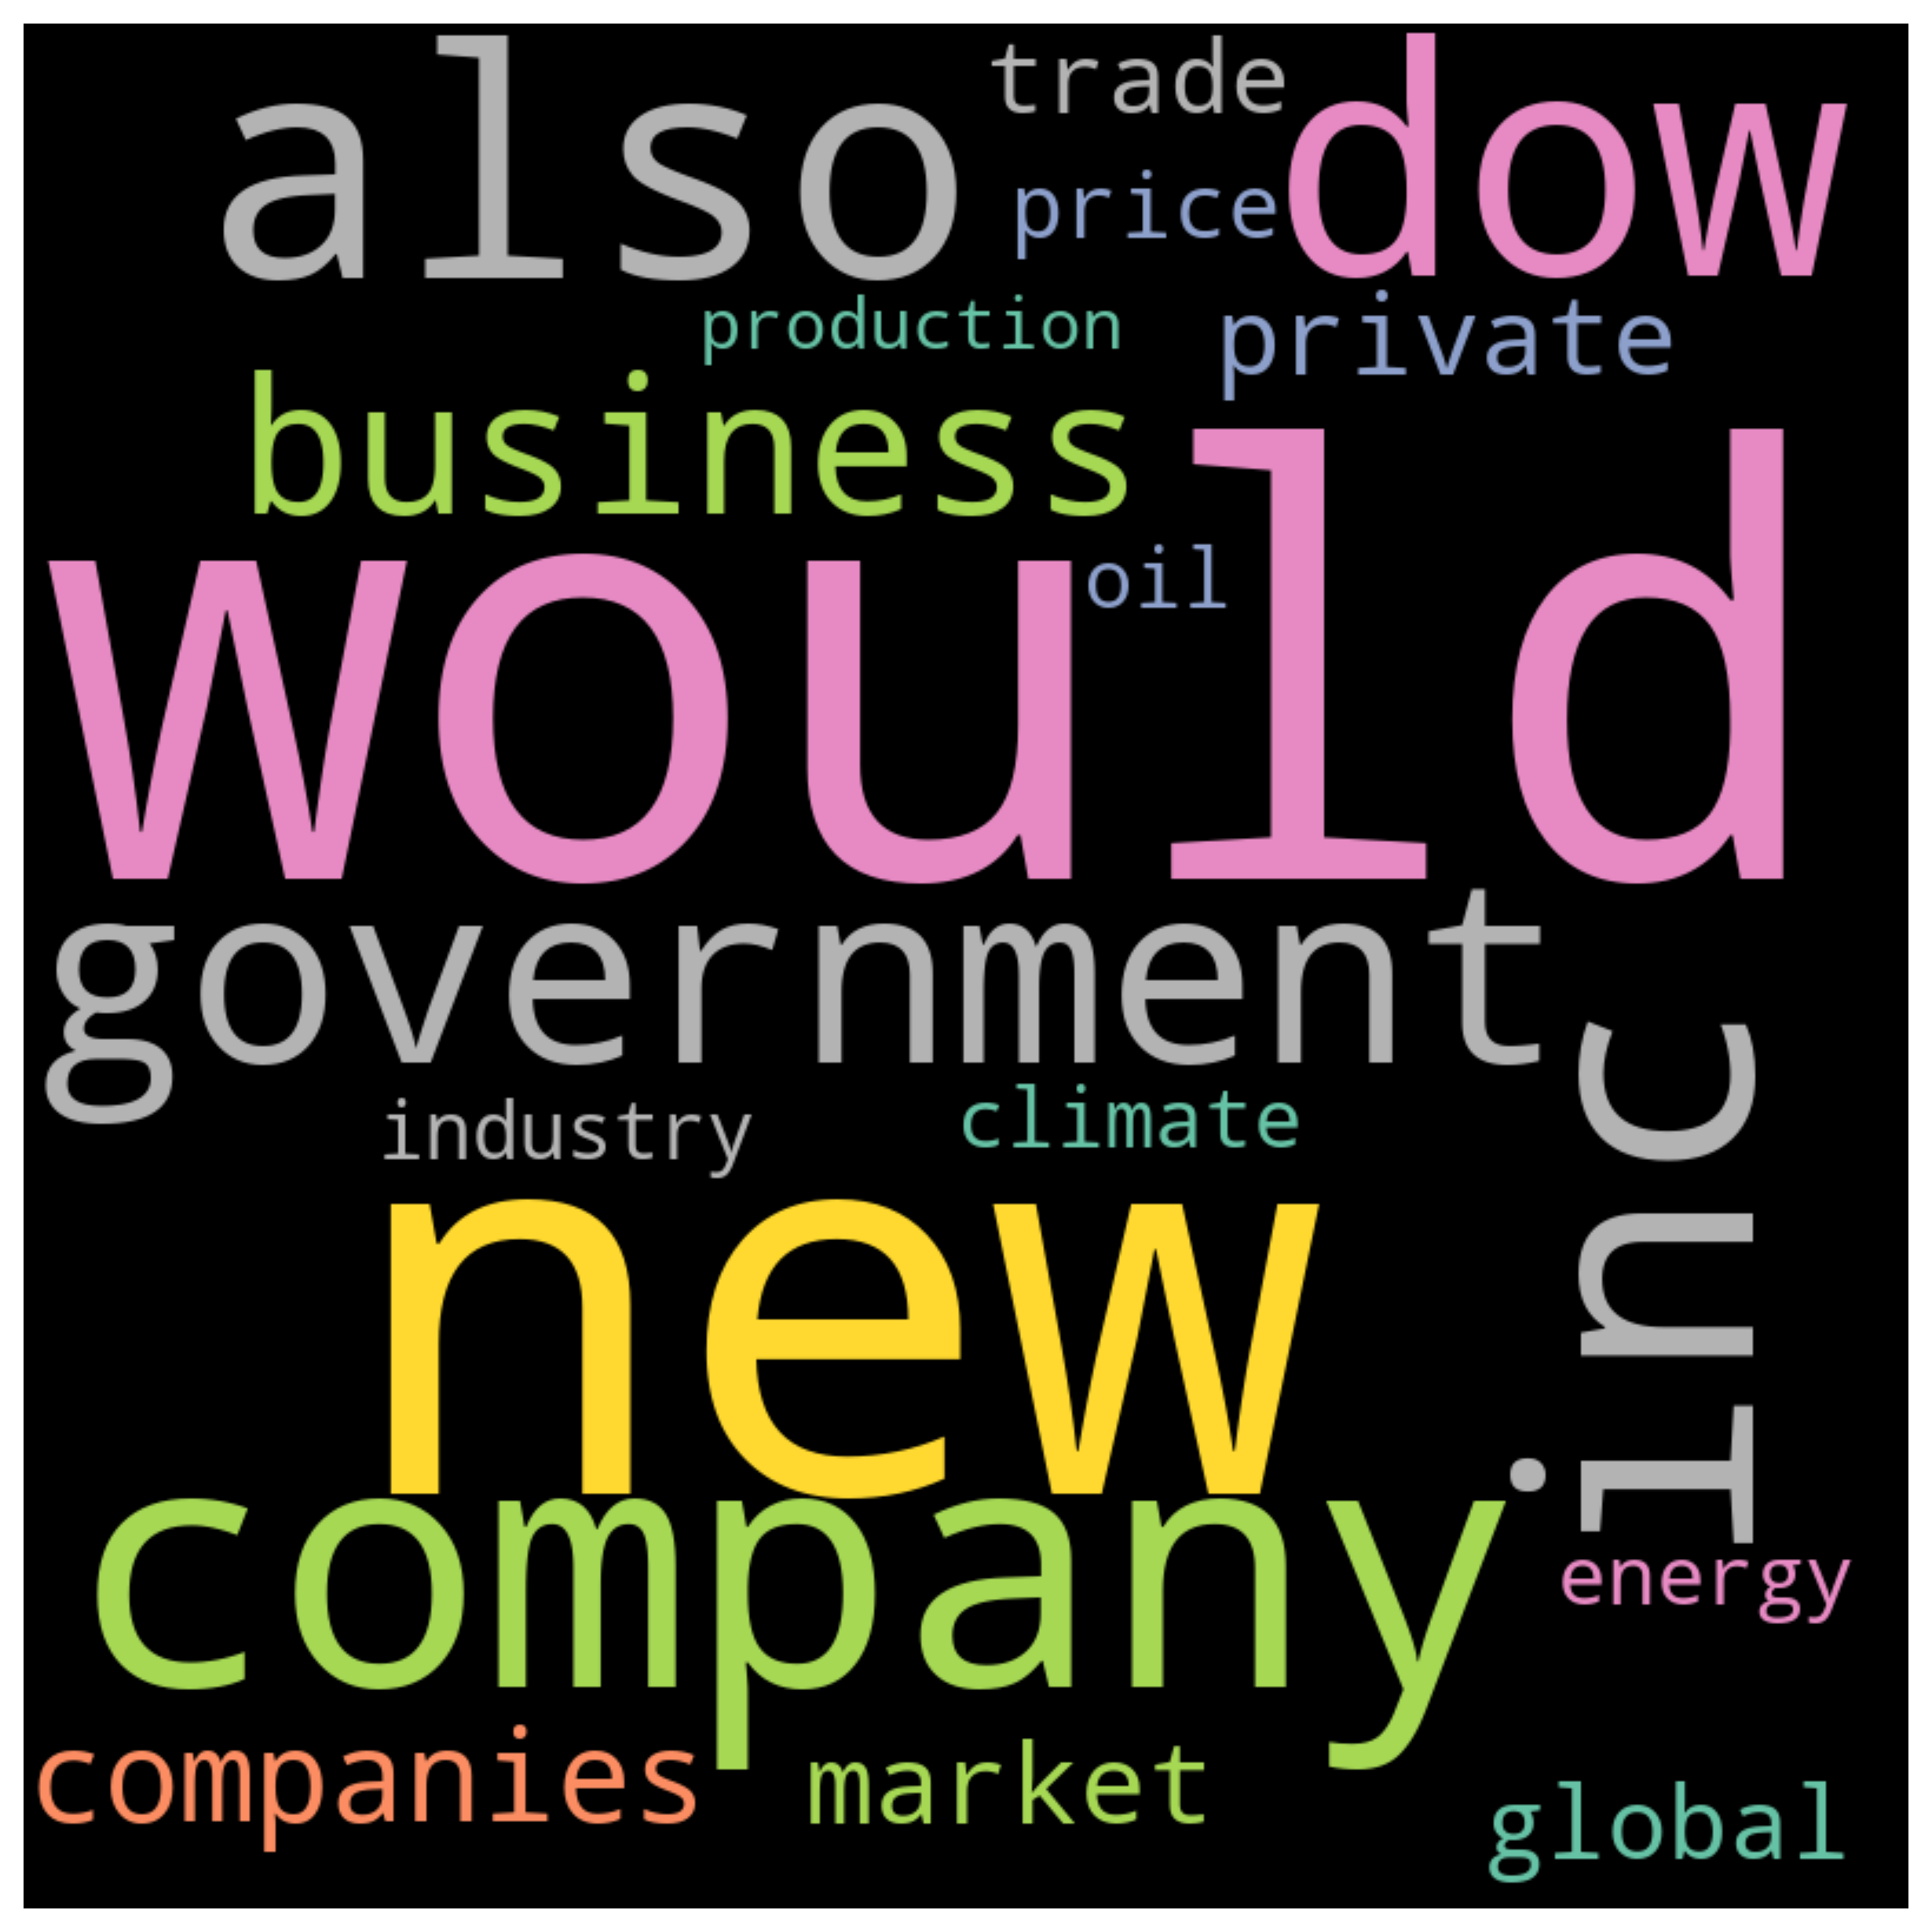 also
trade
dow
price
production
private
business
would
oil
government
inc
industry
climate
new
company
energy
companies
market
global